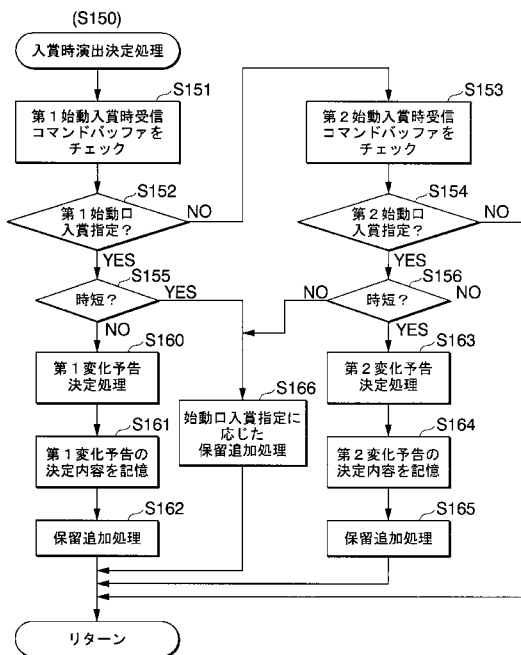 (S150)
入賞時演出決定処理
S151
第1始動入賞時受信
コマンドバッファを
チェック
S152
第1始動口
入賞指定?
NO
YES
S153
第2始動入賞時受信
コマンドバッファを
チェック
S154
第2始動口
入賞指定?
NO
YES
S155
時短?
YES
NO
S156
時短?
NO
NO
YES
S160
第1変化予告
決定処理
S161
第1変化予告の
決定内容を記憶
S162
保留追加処理
S166
始動口入賞指定に
応じた
保留追加処理
S163
第2変化予告
決定処理
S164
第2変化予告の
決定内容を記憶
S165
保留追加処理
リターン